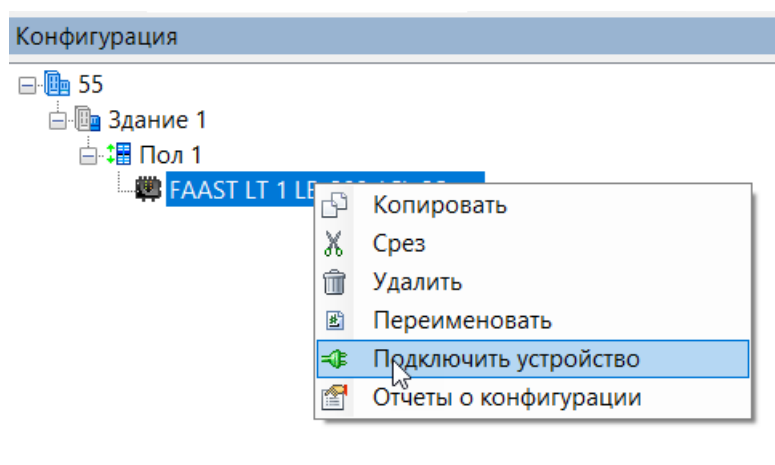 Конфигурация
55
Здание 1
Пол 1
FAAST LT 1
Копировать
Срез
Удалить
Переименовать
Подключить устройство
Отчеты о конфигурации